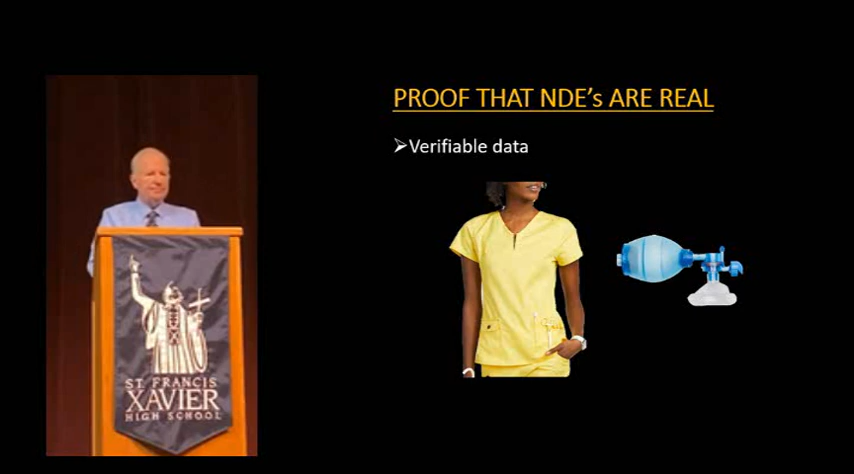 PROOF THAT NDE’s ARE REAL
➢Verifiable data
ST. FRANCIS
XAVIER
HIGH SCHOOL